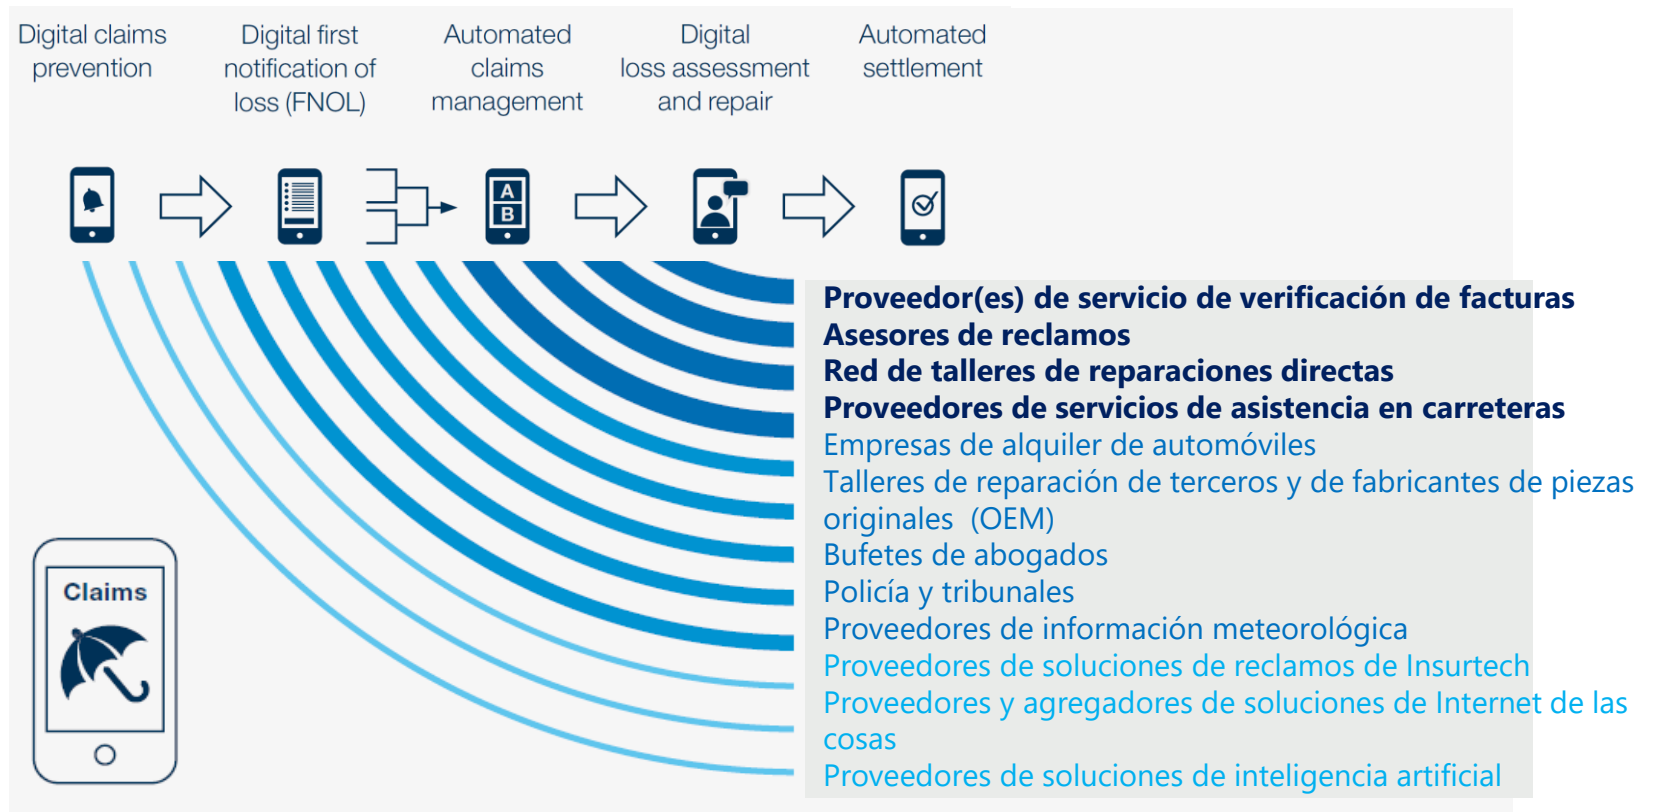 Digital claims
prevention
Digital first
notification of
loss (FNOL)
Automated
claims
management
Digital
loss assessment
and repair
Automated
settlement
A
B
Proveedor(es) de servicio de verificación de facturas
Asesores de reclamos
Red de talleres de reparaciones directas
Proveedores de servicios de asistencia en carreteras
Empresas de alquiler de automóviles
Talleres de reparación de terceros y de fabricantes de piezas
originales  (OEM)
Bufetes de abogados
Policía y tribunales
Proveedores de información meteorológica
Proveedores de soluciones de reclamos de Insurtech
Proveedores y agregadores de soluciones de Internet de las
cosas
Proveedores de soluciones de inteligencia artificial
Claims